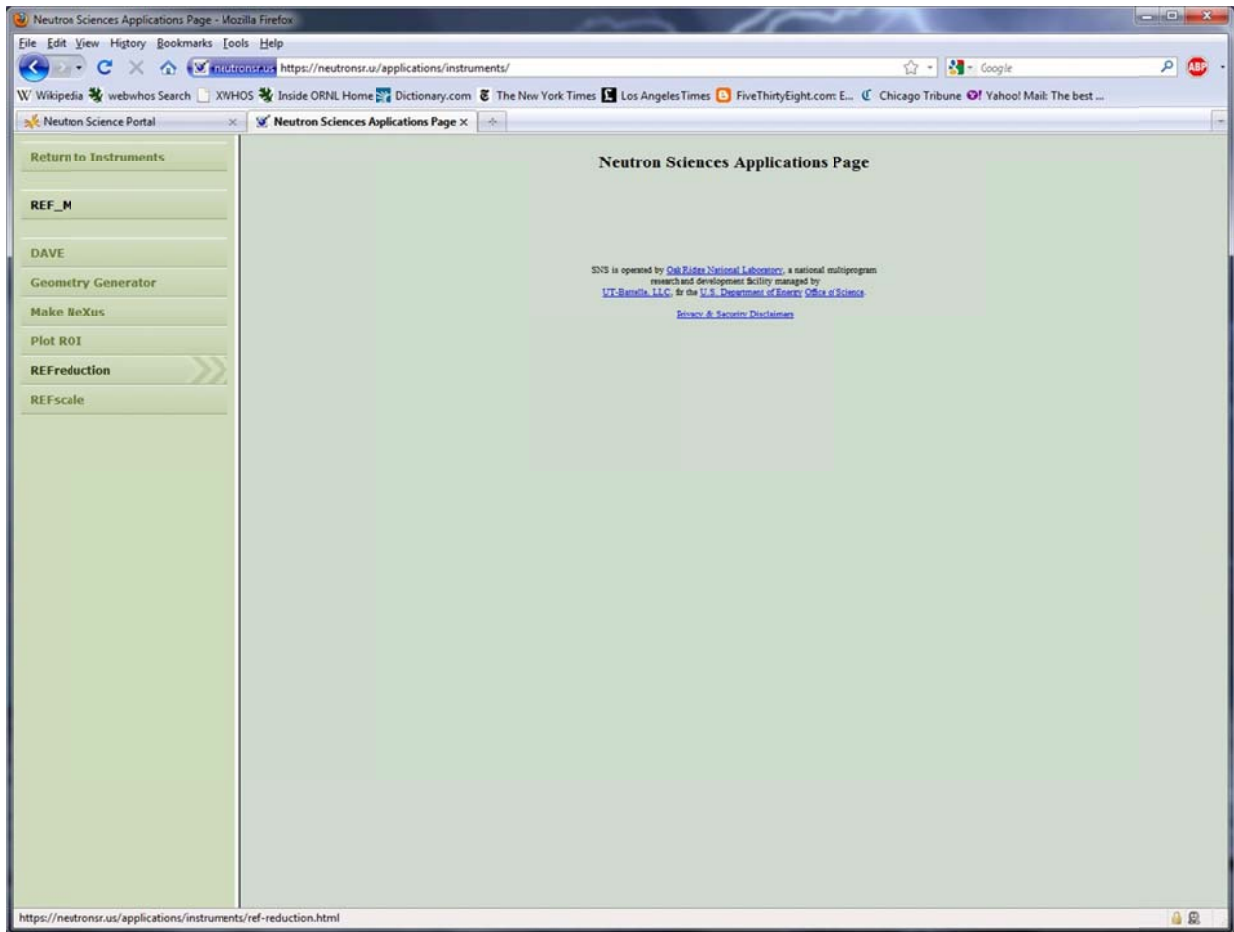 Neutron Sciences Applications Page - Mozilla Firefox
File Edit View History Bookmarks Tools Help
neutronsr.us https://neutronsr.u/applications/instruments/ Google ABP
W Wikipedia webwhos Search XWHOS Inside ORNL Home Dictionary.com The New York Times Los Angeles Times FiveThirtyEight.com: E... Chicago Tribune Yahoo! Mail: The best ...
Neutron Science Portal Neutron Sciences Applications Page
Return to Instruments
REF_M
DAVE
Geometry Generator
Make NeXus
Plot ROI
REFreduction
REFscale
Neutron Sciences Applications Page
SNS is operated by Oak Ridge National Laboratory, a national multiprogram
research and development facility managed by
UT-Battelle, LLC, for the U.S. Department of Energy Office of Science.
Privacy & Security Disclaimers
https://neutronsr.us/applications/instruments/ref-reduction.html